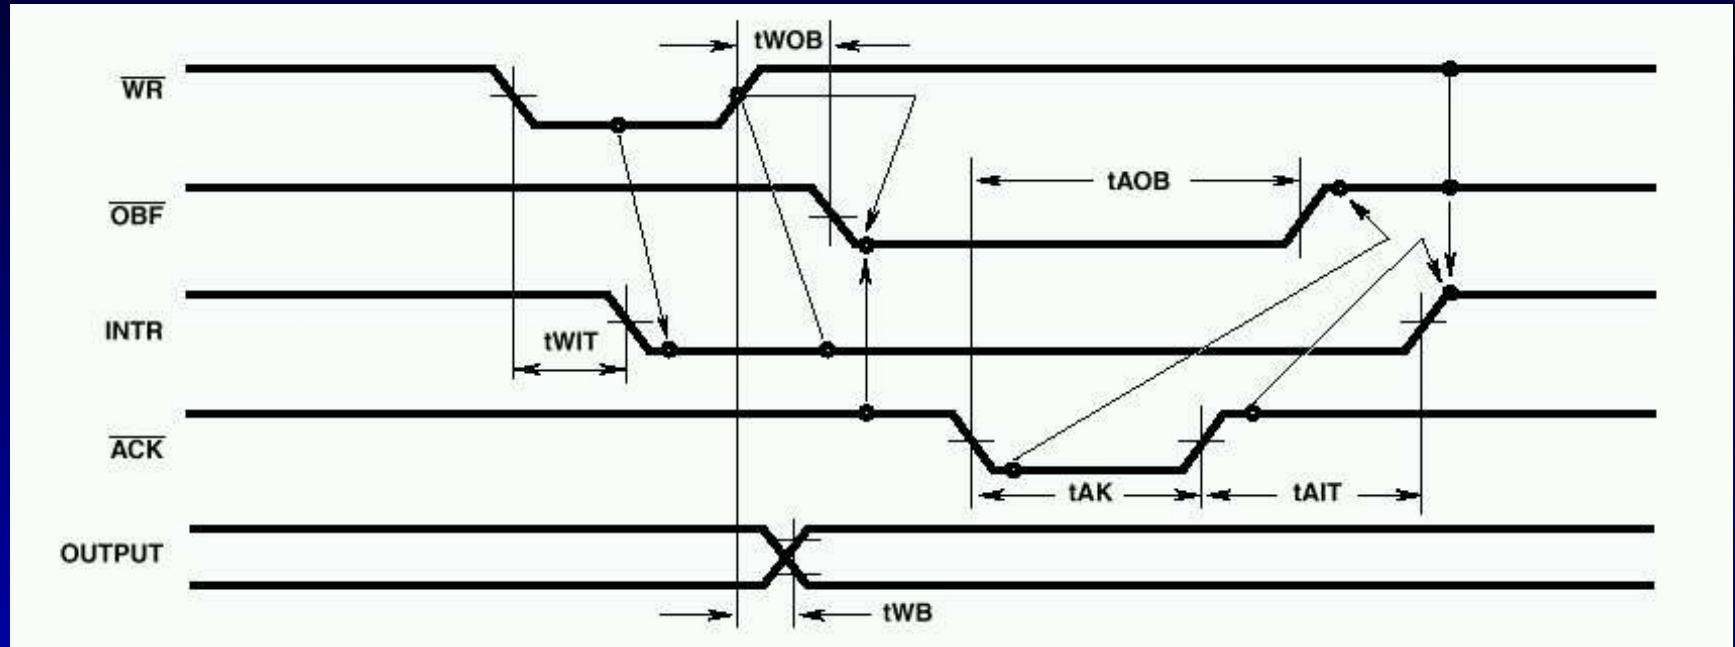 tWOB
WR
tAOB
OBF
INTR
tWIT
ACK
tAK
tAIT
OUTPUT
tWB